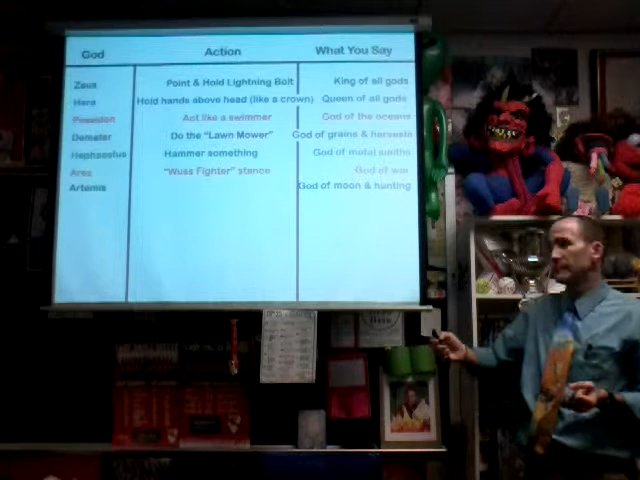 God Action What You Say
Zeus Point & Hold Lightning Bolt King of all gods
Hera Hold hands above head (like a crown) Queen of all gods
Poseidon Act like a swimmer God of the oceans
Demeter Do the "Lawn Mower" God of grains & harvests
Hephaestus Hammer something God of metal smiths
Ares "Wuss Fighter" stance God of war
Artemis God of moon & hunting